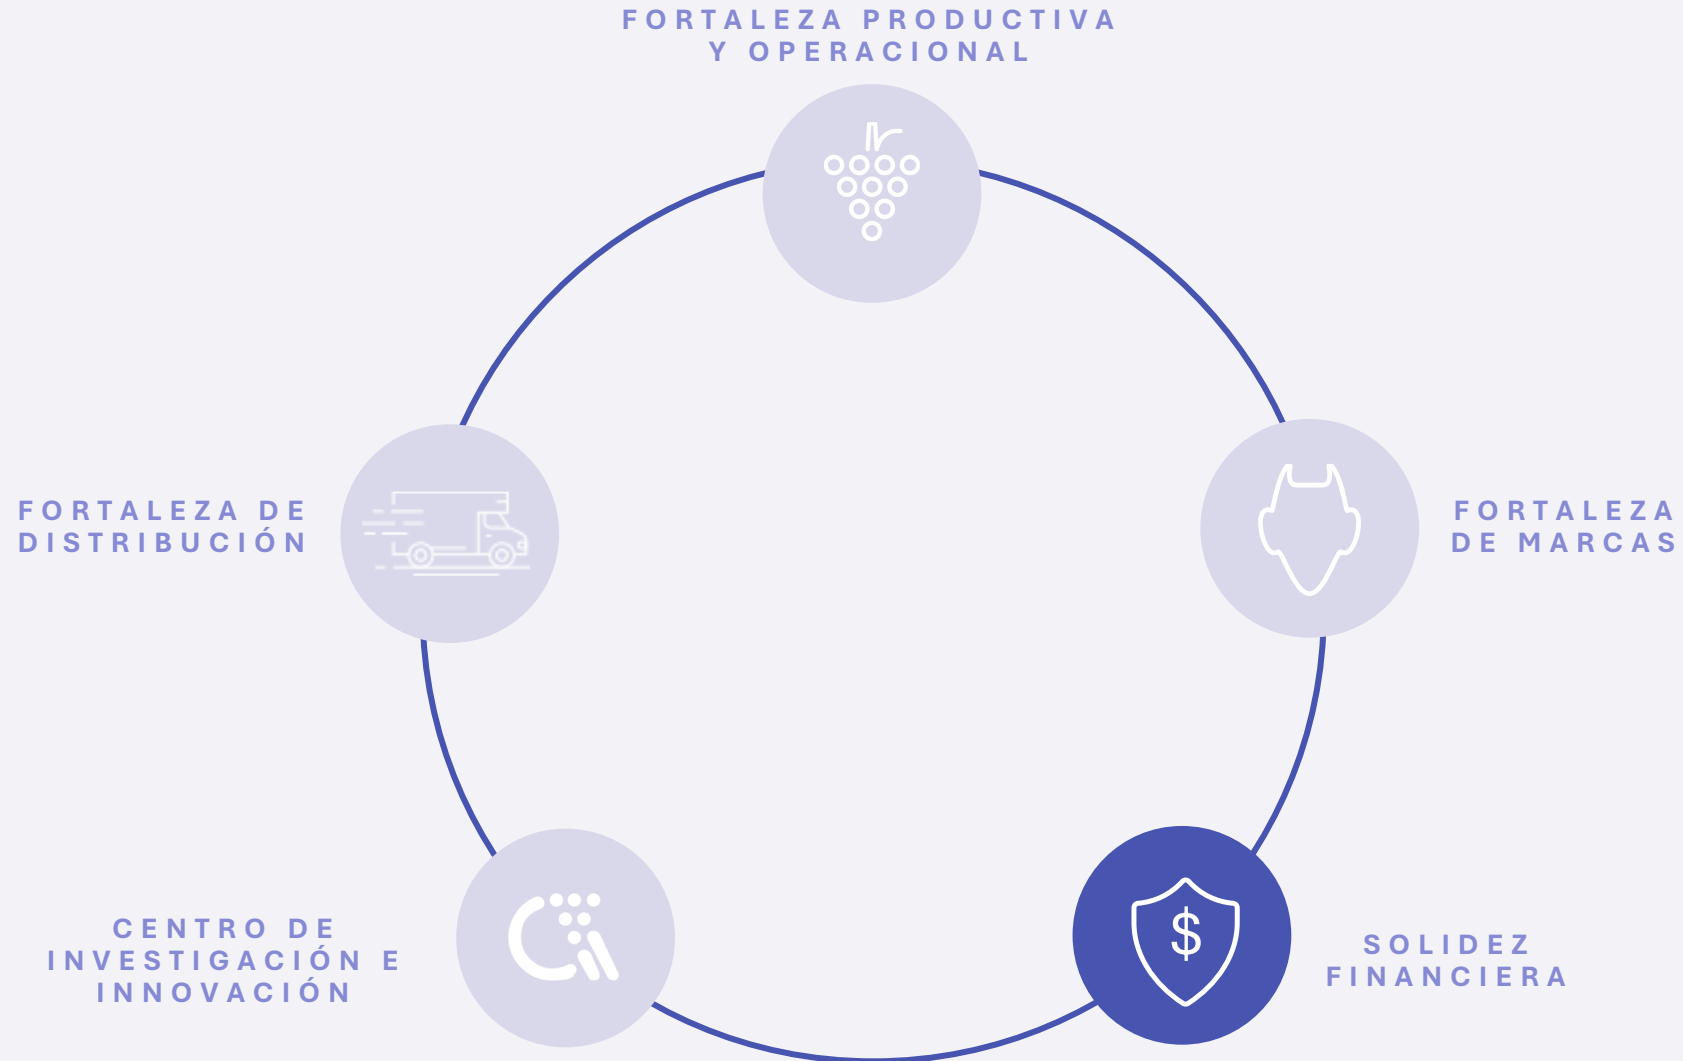 FORTALEZA PRODUCTIVA
Y OPERACIONAL
FORTALEZA DE
DISTRIBUCIÓN
FORTALEZA
DE MARCAS
CENTRO DE
INVESTIGACIÓN E
INNOVACIÓN
$
SOLIDEZ
FINANCIERA